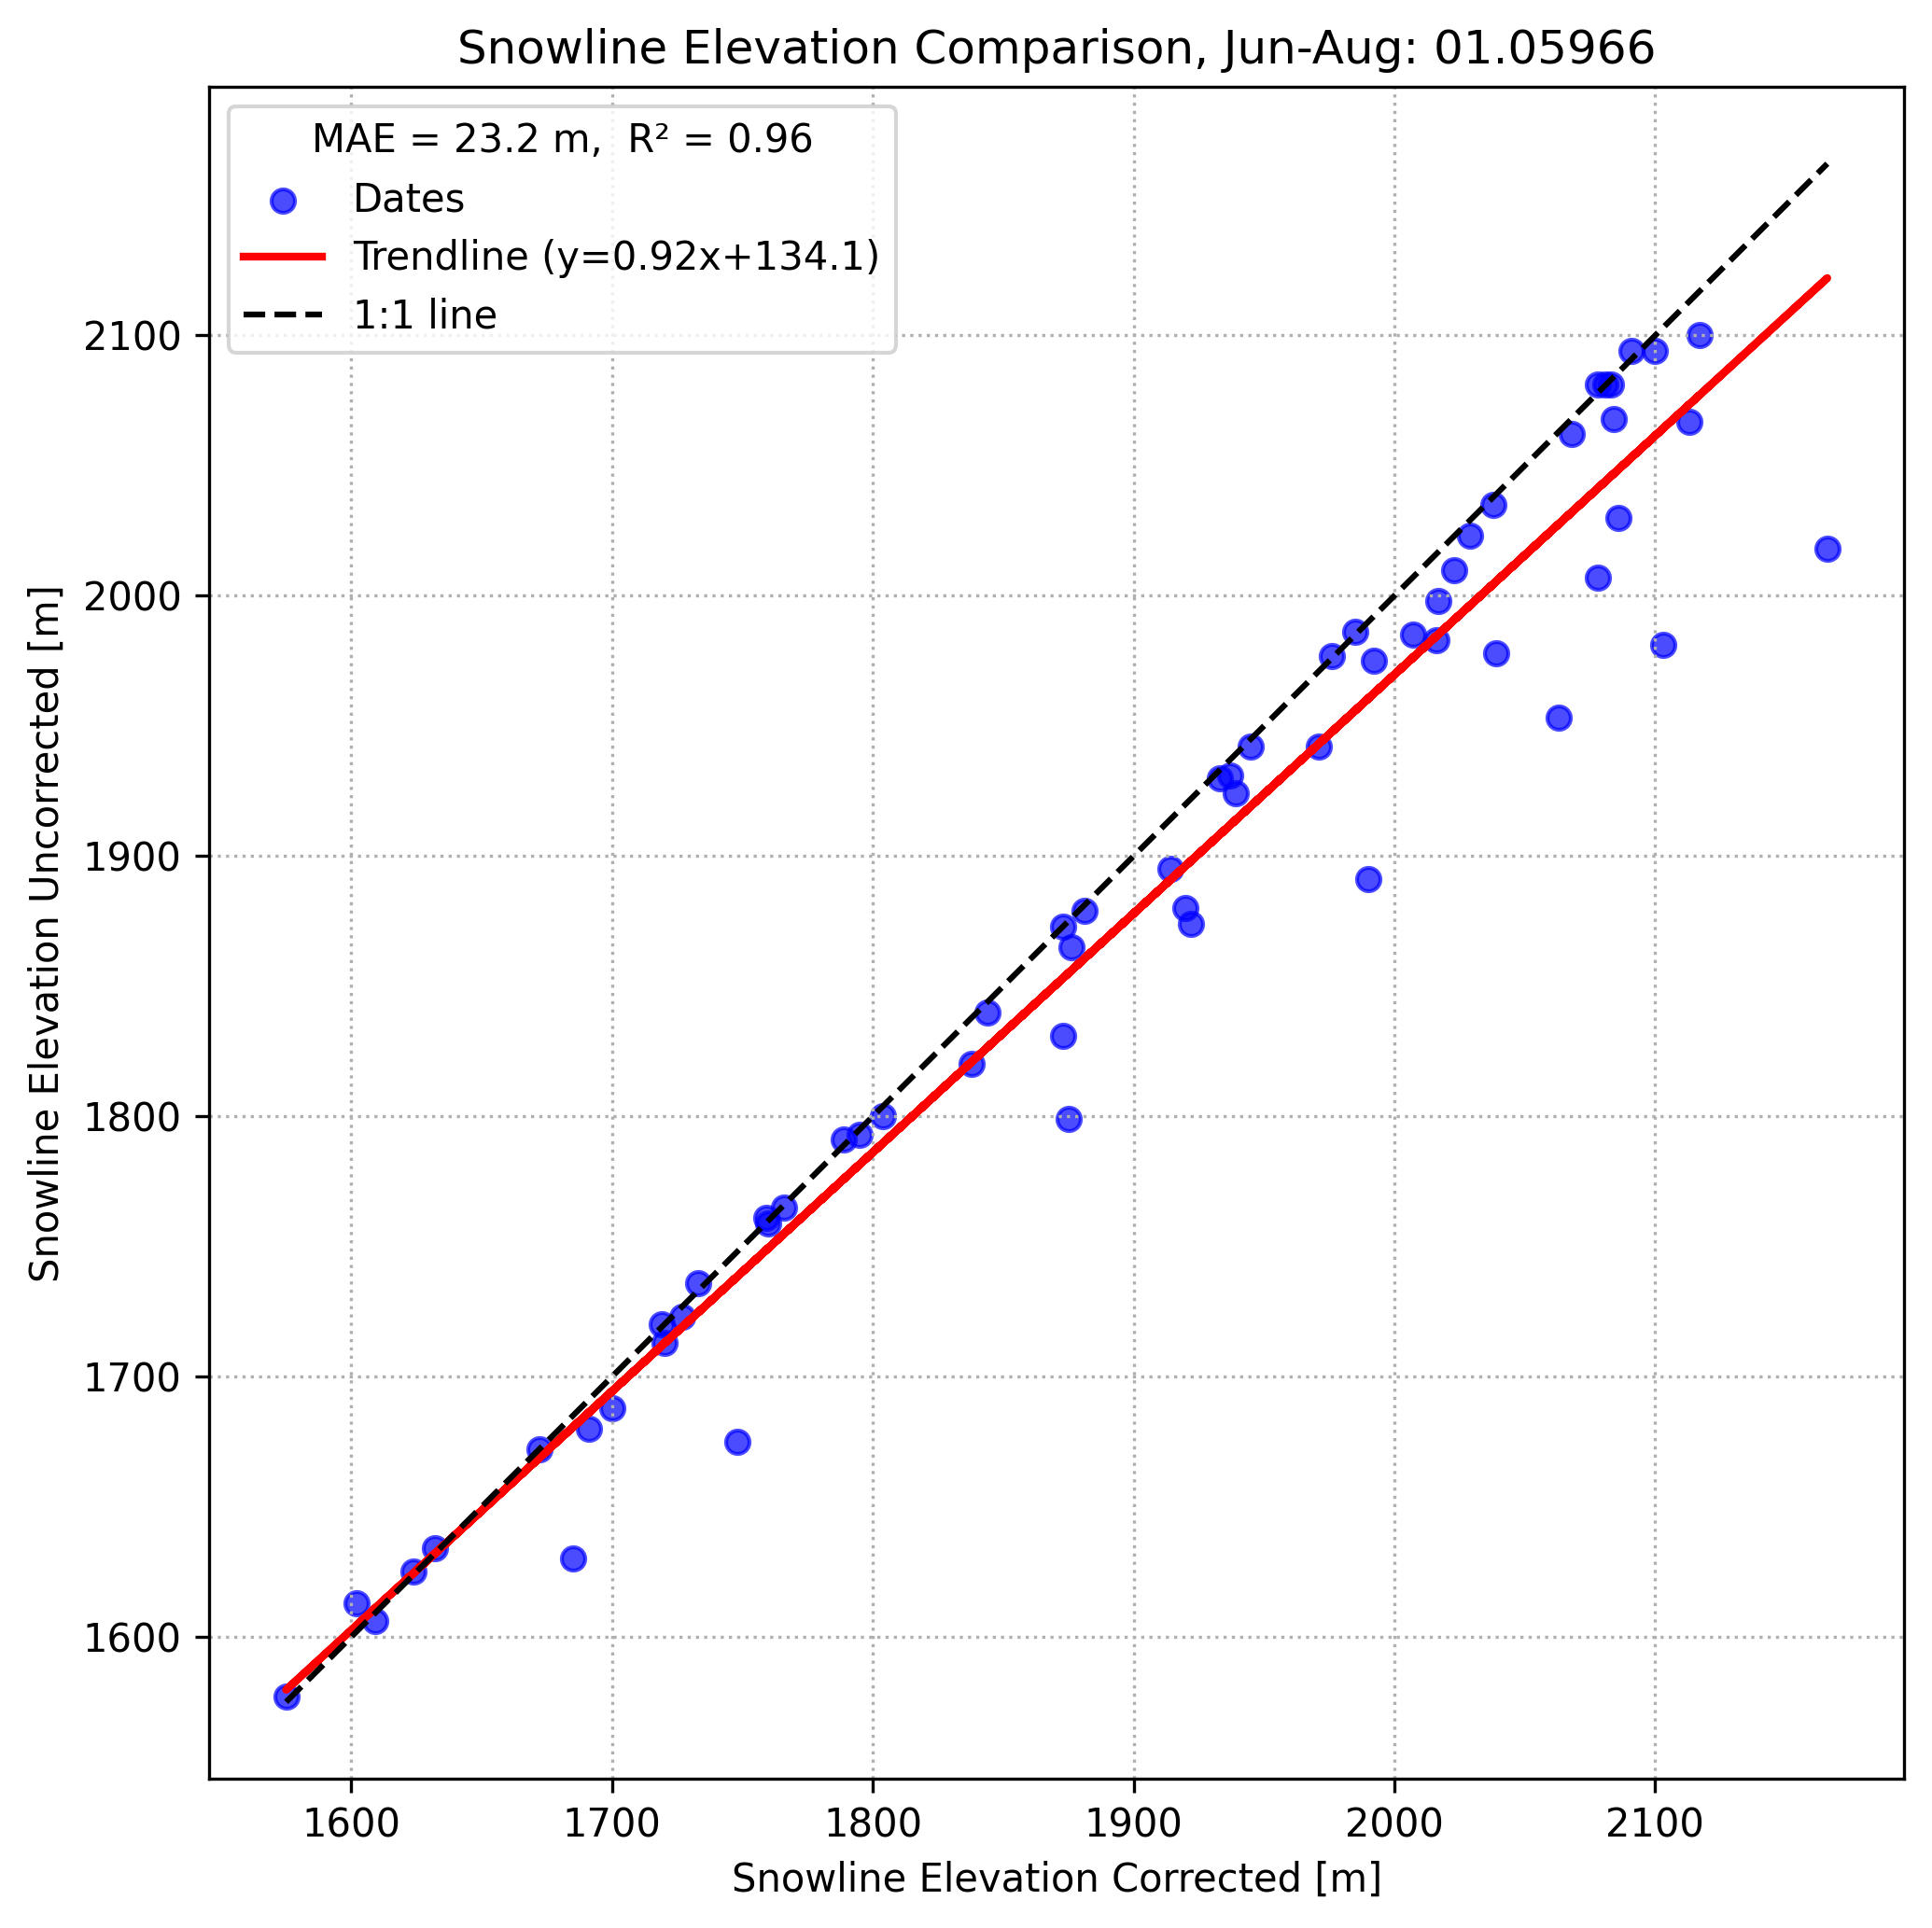 Snowline Elevation Comparison, Jun-Aug: 01.05966
MAE = 23.2 m,  R² = 0.96
Dates
Trendline (y=0.92x+134.1)
1:1 line
Snowline Elevation Uncorrected [m]
2100
2000
1900
1800
1700
1600
1600 1700 1800 1900 2000 2100
Snowline Elevation Corrected [m]